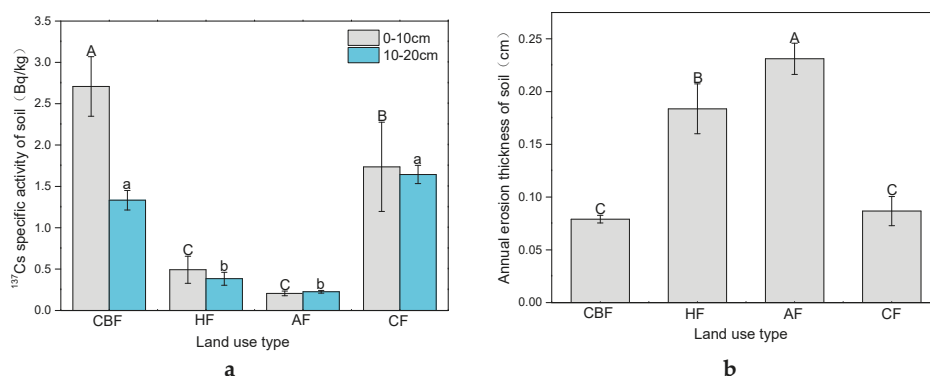 3.5
3.0
2.5
2.0
1.5
1.0
0.5
0.0
¹³⁷Cs specific activity of soil（Bq/kg）
0-10cm
10-20cm
A
a
C
b
C
b
B
a
CBF
HF
AF
CF
Land use type
a
0.25
0.20
0.15
0.10
0.05
0.00
Annual erosion thickness of soil（cm）
C
B
A
C
CBF
HF
AF
CF
Land use type
b